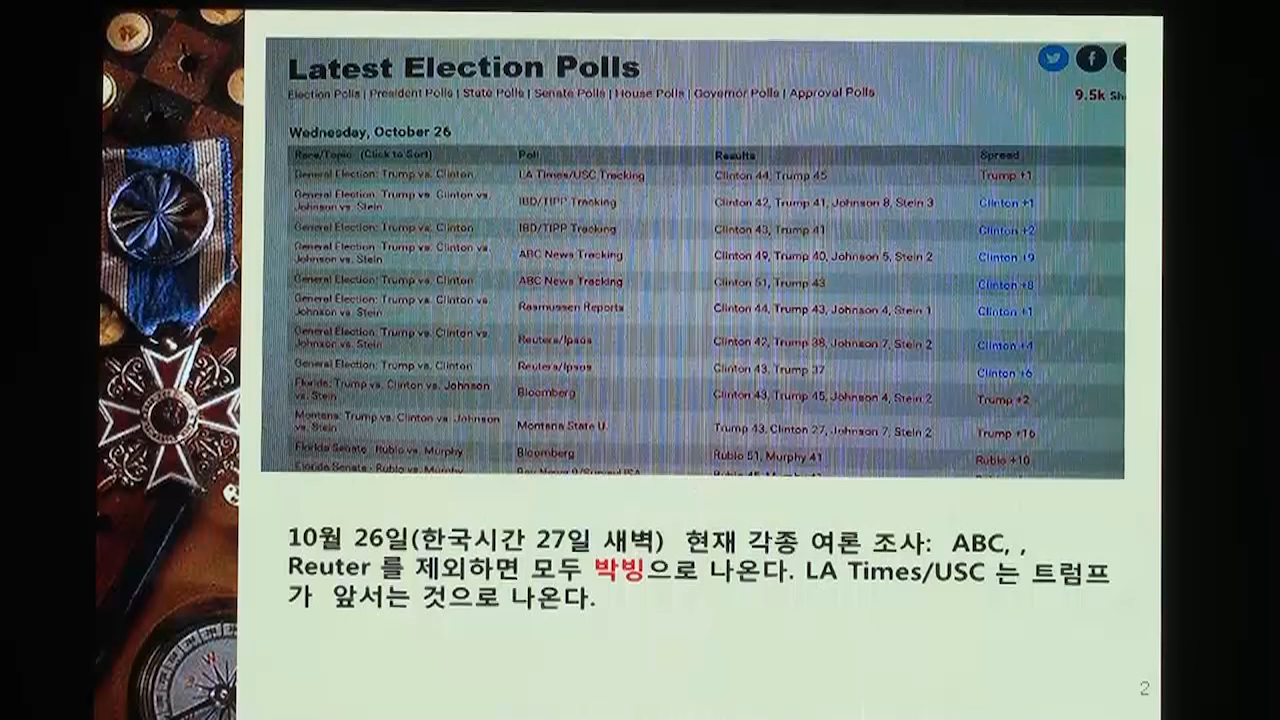 Latest Election Polls
Election Polls | President Polls | State Polls | Senate Polls | House Polls | Governor Polls | Approval Polls
9.5k
Wednesday, October 26
Race/Topic (Click to Sort) Poll Results Spread
General Election: Trump vs. Clinton LA Times/USC Tracking Clinton 44, Trump 45 Trump +1
General Election: Trump vs. Clinton vs.
Johnson vs. Stein IBD/TIPP Tracking Clinton 42, Trump 41, Johnson 8, Stein 3 Clinton +1
General Election: Trump vs. Clinton IBD/TIPP Tracking Clinton 43, Trump 41 Clinton +2
General Election: Trump vs. Clinton vs.
Johnson vs. Stein ABC News Tracking Clinton 49, Trump 40, Johnson 5, Stein 2 Clinton +9
General Election: Trump vs. Clinton ABC News Tracking Clinton 51, Trump 43 Clinton +8
General Election: Trump vs. Clinton vs.
Johnson vs. Stein Rasmussen Reports Clinton 44, Trump 43, Johnson 4, Stein 1 Clinton +1
General Election: Trump vs. Clinton vs.
Johnson vs. Stein Reuters/Ipsos Clinton 42, Trump 38, Johnson 7, Stein 2 Clinton +4
General Election: Trump vs. Clinton Reuters/Ipsos Clinton 43, Trump 37 Clinton +6
Florida: Trump vs. Clinton vs. Johnson
vs. Stein Bloomberg Clinton 43, Trump 45, Johnson 4, Stein 2 Trump +2
Montana: Trump vs. Clinton vs. Johnson
vs. Stein Montana State U. Trump 43, Clinton 27, Johnson 7, Stein 2 Trump +16
Florida Senate - Rubio vs. Murphy Bloomberg Rubio 51, Murphy 41 Rubio +10
Florida Senate - Rubio vs. Murphy
10월 26일(한국시간 27일 새벽) 현재 각종 여론 조사: ABC, ,
Reuter 를 제외하면 모두 박빙으로 나온다. LA Times/USC 는 트럼프
가 앞서는 것으로 나온다.
2